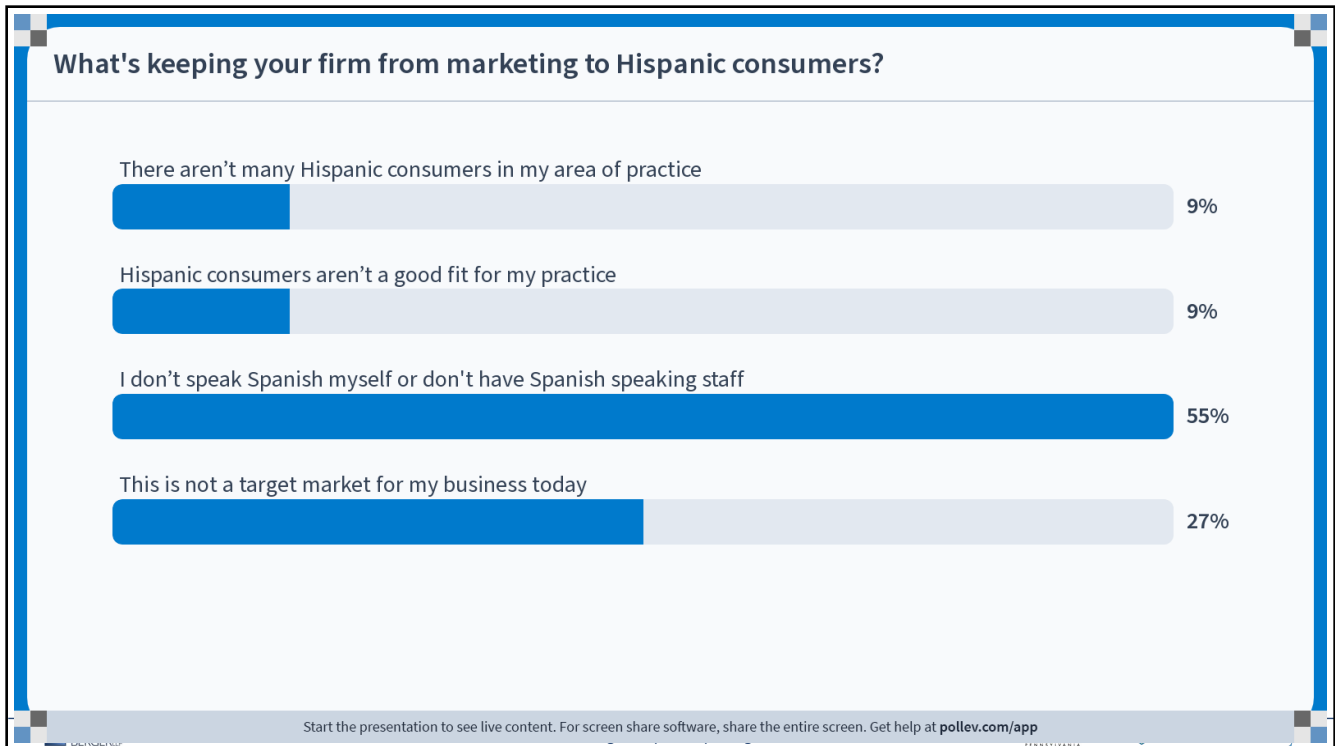 What's keeping your firm from marketing to Hispanic consumers?
There aren’t many Hispanic consumers in my area of practice
9%
Hispanic consumers aren’t a good fit for my practice
9%
I don’t speak Spanish myself or don't have Spanish speaking staff
55%
This is not a target market for my business today
27%
Start the presentation to see live content. For screen share software, share the entire screen. Get help at pollev.com/app